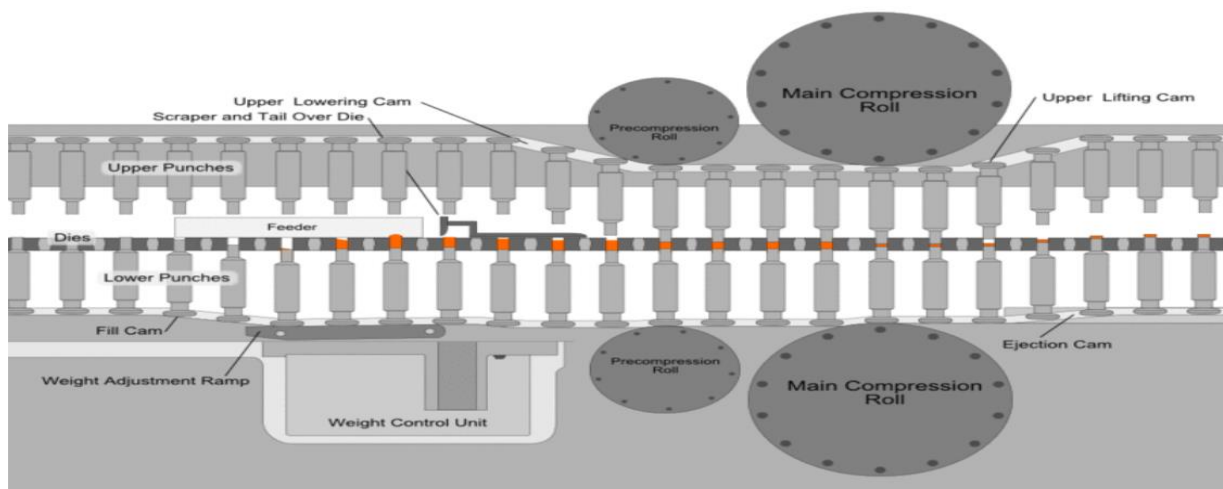 Upper Lowering Cam
Scraper and Tail Over Die
Upper Punches
Feeder
Dies
Lower Punches
Fill Cam
Weight Adjustment Ramp
Weight Control Unit
Precompression
Roll
Main Compression
Roll
Upper Lifting Cam
Precompression
Roll
Main Compression
Roll
Ejection Cam